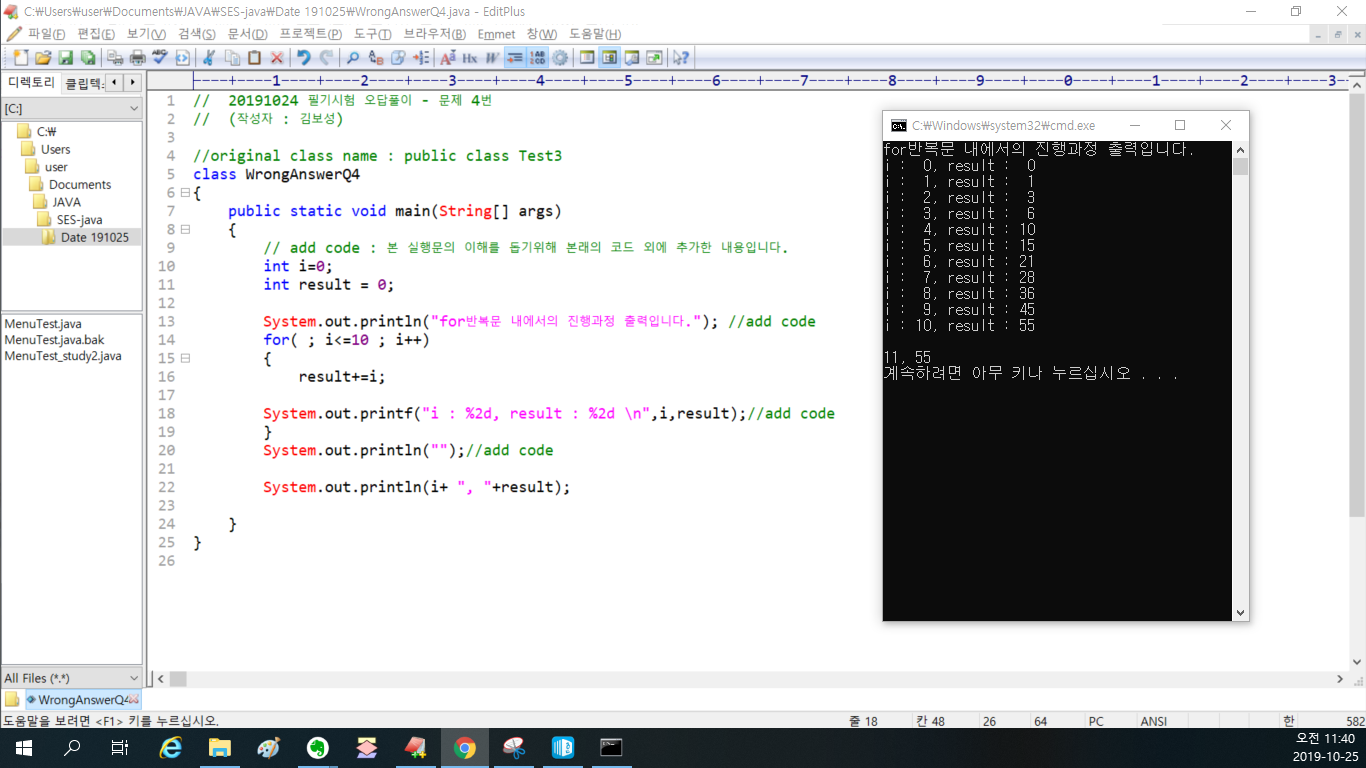 C:\Users\user\Documents\JAVA\SES-java\Date 191025\WrongAnswerQ4.java - EditPlus
파일(F) 편집(E) 보기(V) 검색(S) 문서(D) 프로젝트(P) 도구(T) 브라우저(B) Emmet 창(W) 도움말(H)
디렉토리 클립텍
----+----1----+----2----+----3----+----4----+----5----+----6----+----7----+----8----+----9----+----0----+----1----+----2----+----3--
[C:]
C:\
Users
user
Documents
JAVA
SES-java
Date 191025
MenuTest.java
MenuTest.java.bak
MenuTest_study2.java
All Files (*.*)
1 // 20191024 필기시험 오답풀이 - 문제 4번
2 // (작성자 : 김보성)
3
4 //original class name : public class Test3
5 class WrongAnswerQ4
6 {
7 public static void main(String[] args)
8 {
9 // add code : 본 실행문의 이해를 돕기위해 본래의 코드 외에 추가한 내용입니다.
10 int i=0;
11 int result = 0;
12
13 System.out.println("for반복문 내에서의 진행과정 출력입니다."); //add code
14 for( ; i<=10 ; i++)
15 {
16 result+=i;
17
18 System.out.printf("i : %2d, result : %2d \n",i,result);//add code
19 }
20 System.out.println("");//add code
21
22 System.out.println(i+ ", "+result);
23
24 }
25 }
26
C:\Windows\system32\cmd.exe
for반복문 내에서의 진행과정 출력입니다.
i :  0, result :  0
i :  1, result :  1
i :  2, result :  3
i :  3, result :  6
i :  4, result : 10
i :  5, result : 15
i :  6, result : 21
i :  7, result : 28
i :  8, result : 36
i :  9, result : 45
i : 10, result : 55
11, 55
계속하려면 아무 키나 누르십시오 . . .
WrongAnswerQ4
도움말을 보려면 <F1> 키를 누르십시오. 줄 18 칸 48 26 64 PC ANSI 한 582
오전 11:40
2019-10-25